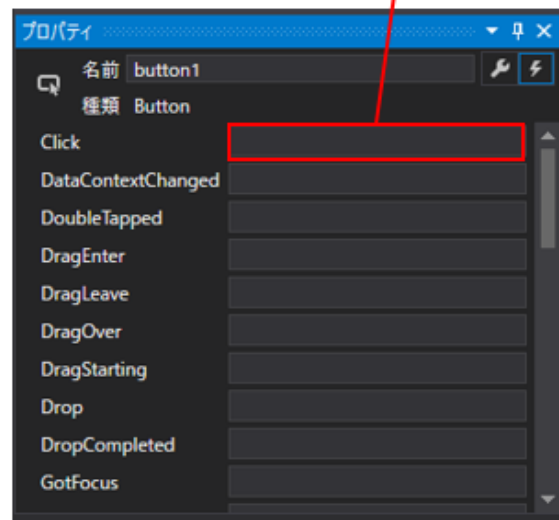 プロパティ
名前 button1
種類 Button
Click
DataContextChanged
DoubleTapped
DragEnter
DragLeave
DragOver
DragStarting
Drop
DropCompleted
GotFocus